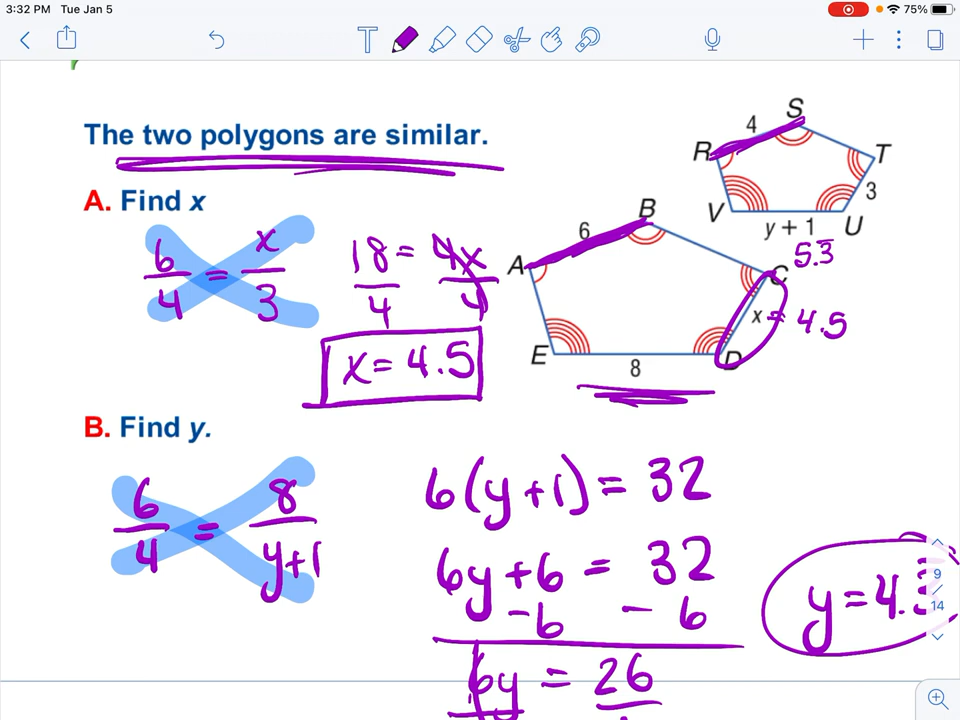 3:32 PM Tue Jan 5
75%
T
The two polygons are similar.
A. Find x
6/4 = x/3
18 = 4x
4 4
x = 4.5
R 4 S
T
3
V y + 1 U
5.3̅
A 6 B
C
x = 4.5
E 8 D
B. Find y.
6/4 = 8/y+1
6(y+1) = 32
6y + 6 = 32
-6 - 6
6y = 26
y = 4.3
9
/
14